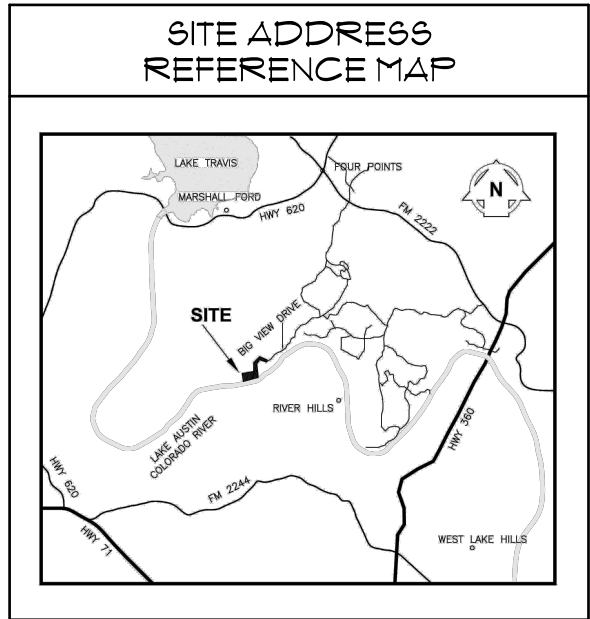 SITE ADDRESS
REFERENCE MAP
LAKE TRAVIS
FOUR POINTS
MARSHALL FORD
N
HWY 620
FM 2222
SITE
BIG VIEW DRIVE
RIVER HILLS
LAKE AUSTIN
COLORADO RIVER
HWY 360
HWY 620
FM 2244
HWY 71
WEST LAKE HILLS